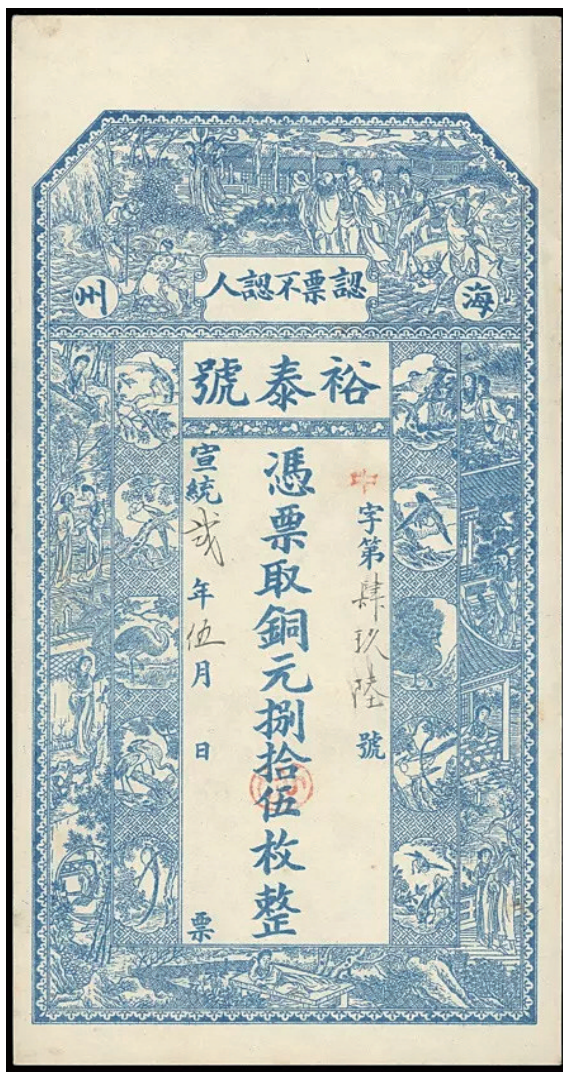 海州
認票不認人
裕泰號
中字第肆玖陸號
憑票取銅元捌拾伍枚整
宣統貳年伍月 日票